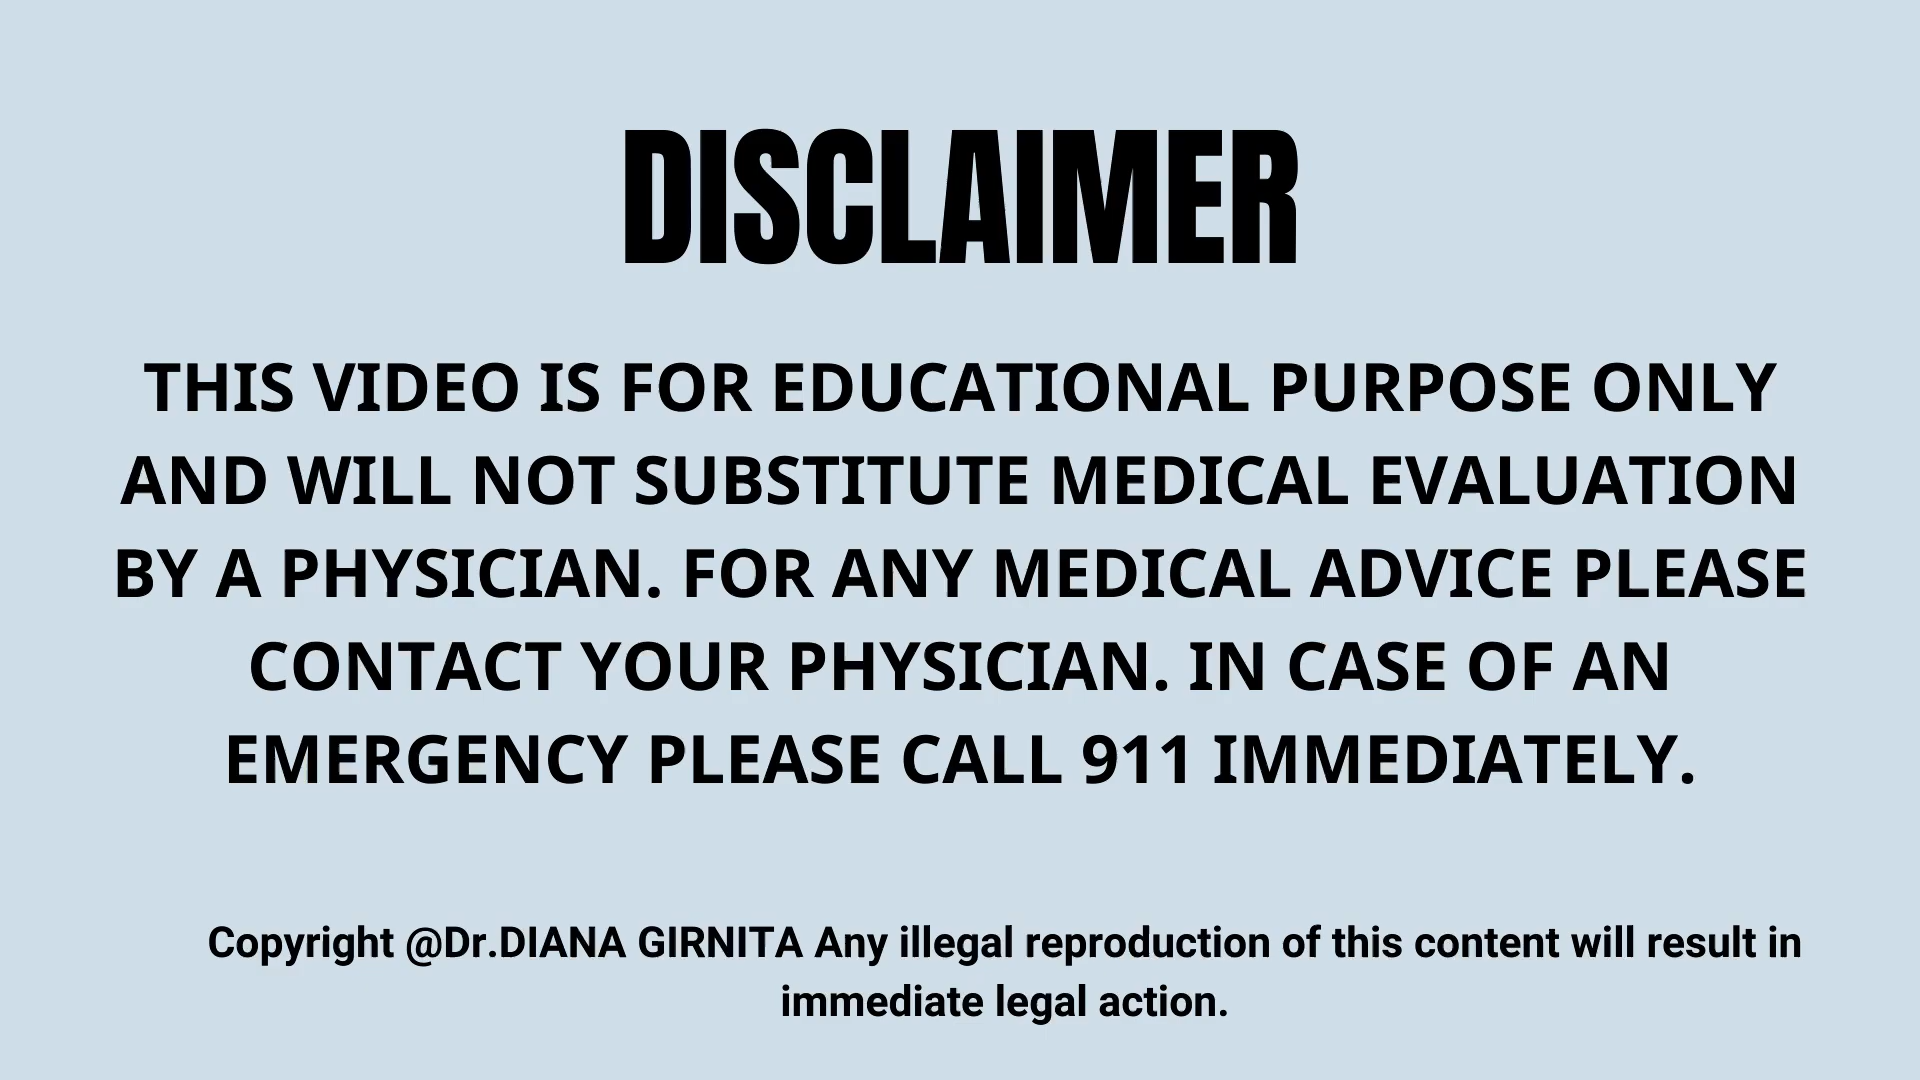 DISCLAIMER
THIS VIDEO IS FOR EDUCATIONAL PURPOSE ONLY
AND WILL NOT SUBSTITUTE MEDICAL EVALUATION
BY A PHYSICIAN. FOR ANY MEDICAL ADVICE PLEASE
CONTACT YOUR PHYSICIAN. IN CASE OF AN
EMERGENCY PLEASE CALL 911 IMMEDIATELY.
Copyright @Dr.DIANA GIRNITA Any illegal reproduction of this content will result in
immediate legal action.